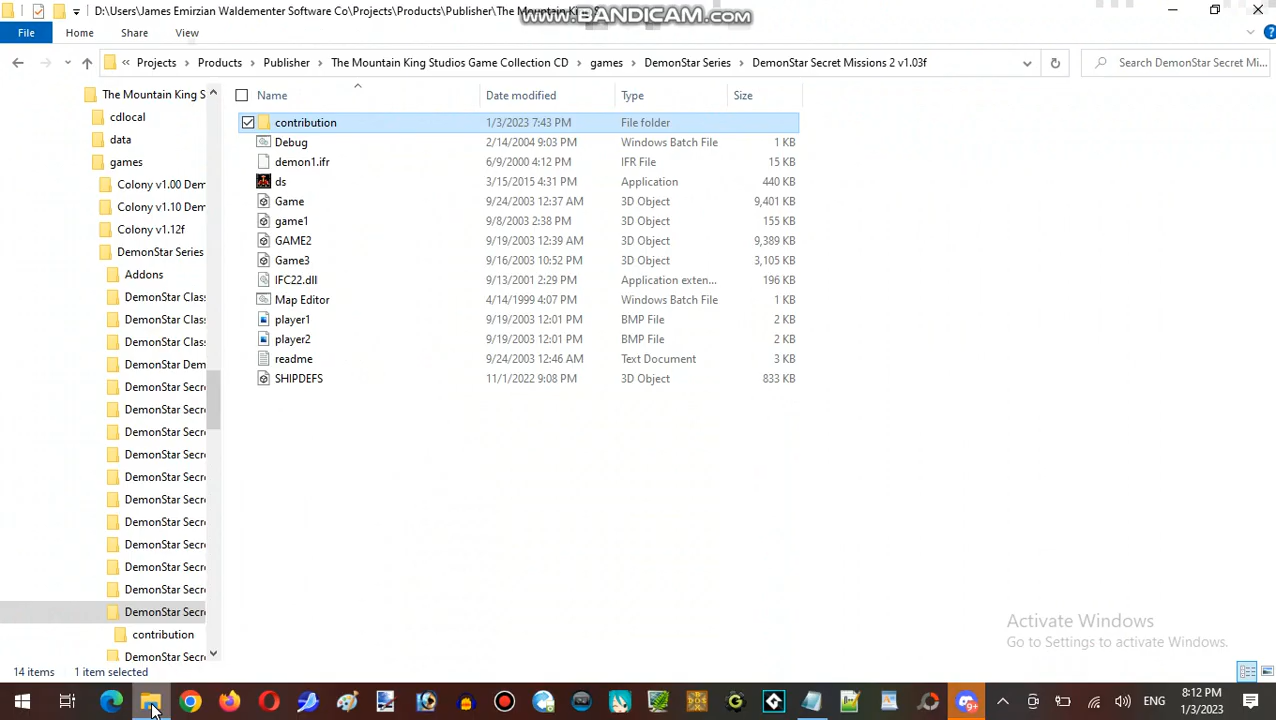 D:\Users\James Emirzian Waldementer Software Co\Projects\Products\Publisher\The Mountain King S
www.BANDICAM.com
File Home Share View
Projects Products Publisher The Mountain King Studios Game Collection CD games DemonStar Series DemonStar Secret Missions 2 v1.03f
Search DemonStar Secret Mi...
The Mountain King S
cdlocal
data
games
Colony v1.00 Dem
Colony v1.10 Dem
Colony v1.12f
DemonStar Series
Addons
DemonStar Clas
DemonStar Clas
DemonStar Clas
DemonStar Dem
DemonStar Secr
DemonStar Secr
DemonStar Secr
DemonStar Secr
DemonStar Secr
DemonStar Secr
DemonStar Secr
DemonStar Secr
DemonStar Secr
DemonStar Secr
DemonStar Secr
contribution
DemonStar Secr
Name Date modified Type Size
contribution 1/3/2023 7:43 PM File folder
Debug 2/14/2004 9:03 PM Windows Batch File 1 KB
demon1.ifr 6/9/2000 4:12 PM IFR File 15 KB
ds 3/15/2015 4:31 PM Application 440 KB
Game 9/24/2003 12:37 AM 3D Object 9,401 KB
game1 9/8/2003 2:38 PM 3D Object 155 KB
GAME2 9/19/2003 12:39 AM 3D Object 9,389 KB
Game3 9/16/2003 10:52 PM 3D Object 3,105 KB
IFC22.dll 9/13/2001 2:29 PM Application exten... 196 KB
Map Editor 4/14/1999 4:07 PM Windows Batch File 1 KB
player1 9/19/2003 12:01 PM BMP File 2 KB
player2 9/19/2003 12:01 PM BMP File 2 KB
readme 9/24/2003 12:46 AM Text Document 3 KB
SHIPDEFS 11/1/2022 9:08 PM 3D Object 833 KB
Activate Windows
Go to Settings to activate Windows.
14 items 1 item selected
ENG
8:12 PM
1/3/2023
9+